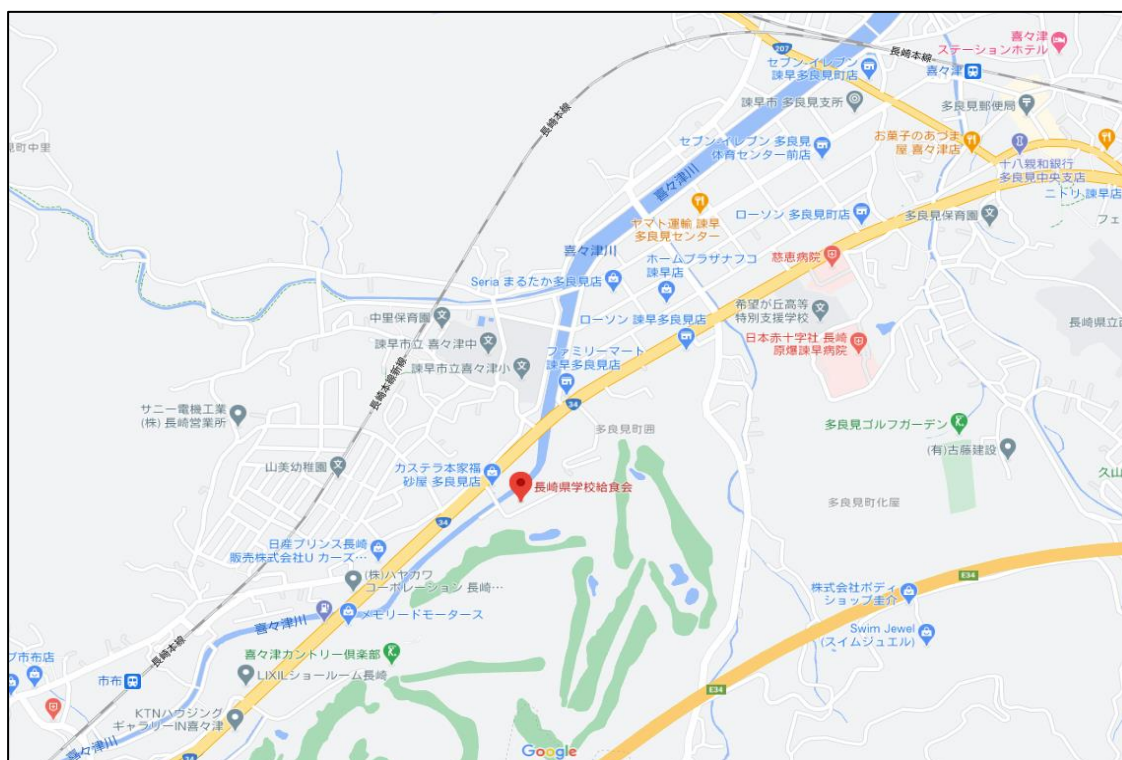 喜々津
ステーションホテル
207
長崎本線
セブン-イレブン
諫早多良見町店
喜々津
諫早市 多良見支所
多良見郵便局
長崎本線
見町中里
セブン-イレブン 多良見
体育センター前店
お菓子のあづま
屋 喜々津店
十八親和銀行
多良見中央支店
喜々津川
ニトリ 諫早店
ヤマト運輸 諫早
多良見センター
ローソン 多良見町店
多良見保育園
フェ
喜々津川
ホームプラザナフコ
諫早店
慈恵病院
Seria まるたか多良見店
中里保育園
ローソン 諫早多良見店
希望が丘高等
特別支援学校
長崎県立西
諫早市立 喜々津中
日本赤十字社 長崎
原爆諫早病院
ファミリーマート
諫早多良見店
諫早市立喜々津小
長崎本線新線
34
サニー電機工業
(株) 長崎営業所
多良見町囲
多良見ゴルフガーデン
(有)古藤建設
山美幼稚園
カステラ本家福
砂屋 多良見店
久山
長崎県学校給食会
多良見町化屋
34
日産プリンス長崎
販売株式会社U カーズ…
(株)ハヤカワ
コーポレーション 長崎…
E34
株式会社ボディ
ショップ圭介
メモリードモータース
喜々津川
Swim Jewel
(スイムジュエル)
長崎本線
喜々津カントリー倶楽部
ブ市布店
LIXILショールーム長崎
市布
E34
KTNハウジング
ギャラリーIN喜々津
喜々津川
Google